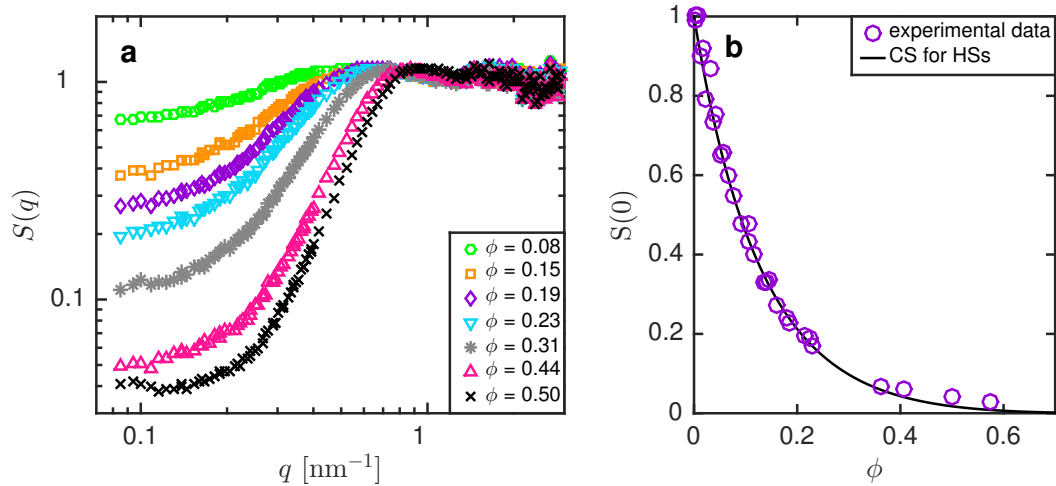 a
1
0.1
S(q)
0.1
1
q [nm⁻¹]
ϕ = 0.08
ϕ = 0.15
ϕ = 0.19
ϕ = 0.23
ϕ = 0.31
ϕ = 0.44
ϕ = 0.50
b
experimental data
CS for HSs
1
0.8
0.6
0.4
0.2
0
S(0)
0
0.2
0.4
0.6
ϕ